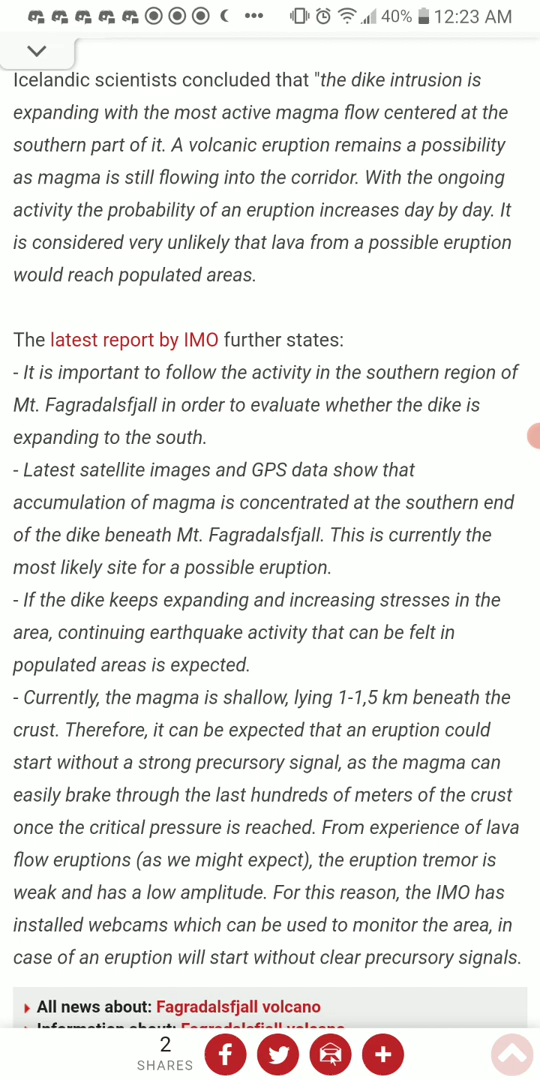 40% 12:23 AM
Icelandic scientists concluded that "the dike intrusion is
expanding with the most active magma flow centered at the
southern part of it. A volcanic eruption remains a possibility
as magma is still flowing into the corridor. With the ongoing
activity the probability of an eruption increases day by day. It
is considered very unlikely that lava from a possible eruption
would reach populated areas.
The latest report by IMO further states:
- It is important to follow the activity in the southern region of
Mt. Fagradalsfjall in order to evaluate whether the dike is
expanding to the south.
- Latest satellite images and GPS data show that
accumulation of magma is concentrated at the southern end
of the dike beneath Mt. Fagradalsfjall. This is currently the
most likely site for a possible eruption.
- If the dike keeps expanding and increasing stresses in the
area, continuing earthquake activity that can be felt in
populated areas is expected.
- Currently, the magma is shallow, lying 1-1,5 km beneath the
crust. Therefore, it can be expected that an eruption could
start without a strong precursory signal, as the magma can
easily brake through the last hundreds of meters of the crust
once the critical pressure is reached. From experience of lava
flow eruptions (as we might expect), the eruption tremor is
weak and has a low amplitude. For this reason, the IMO has
installed webcams which can be used to monitor the area, in
case of an eruption will start without clear precursory signals.
All news about: Fagradalsfjall volcano
Information about: Fagradalsfjall volcano
2
SHARES